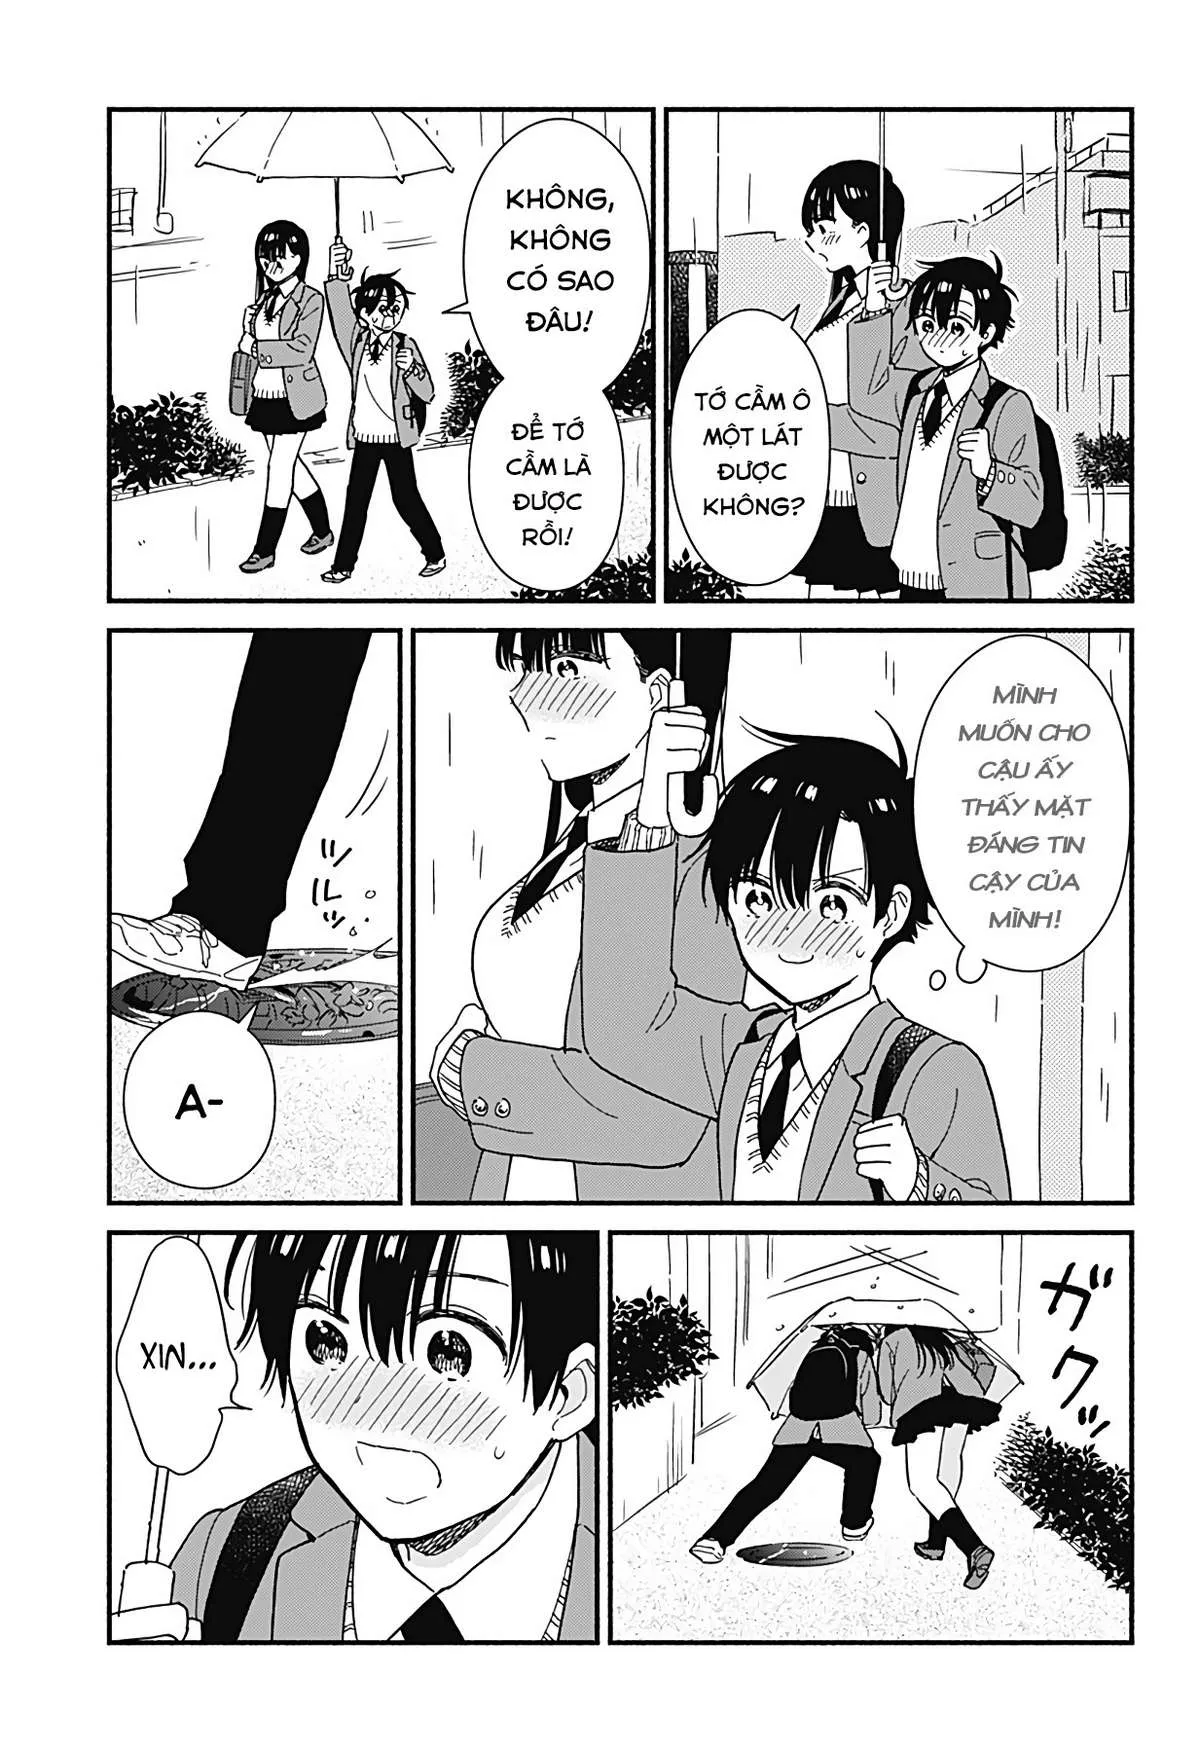 TỚ CẦM Ô
MỘT LÁT
ĐƯỢC
KHÔNG?
KHÔNG,
KHÔNG
CÓ SAO
ĐÂU!
ĐỂ TỚ
CẦM LÀ
ĐƯỢC
RỒI!
MÌNH
MUỐN CHO
CẬU ẤY
THẤY MẶT
ĐÁNG TIN
CẬY CỦA
MÌNH!
ツルッ
A-
ガクッ
XIN...